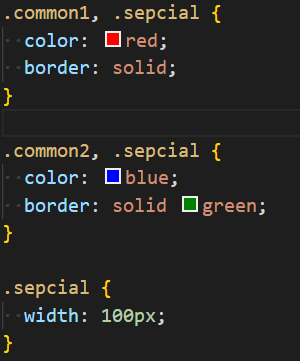 .common1, .sepcial {
  color: red;
  border: solid;
}

.common2, .sepcial {
  color: blue;
  border: solid green;
}

.sepcial {
  width: 100px;
}